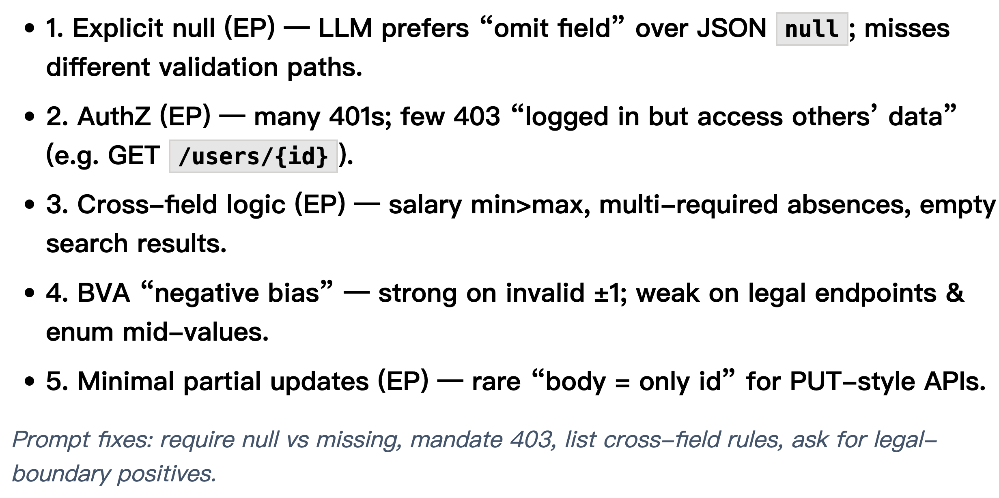 • 1. Explicit null (EP) — LLM prefers “omit field” over JSON null; misses
different validation paths.
• 2. AuthZ (EP) — many 401s; few 403 “logged in but access others’ data”
(e.g. GET /users/{id}).
• 3. Cross-field logic (EP) — salary min>max, multi-required absences, empty
search results.
• 4. BVA “negative bias” — strong on invalid ±1; weak on legal endpoints &
enum mid-values.
• 5. Minimal partial updates (EP) — rare “body = only id” for PUT-style APIs.
Prompt fixes: require null vs missing, mandate 403, list cross-field rules, ask for legal-
boundary positives.